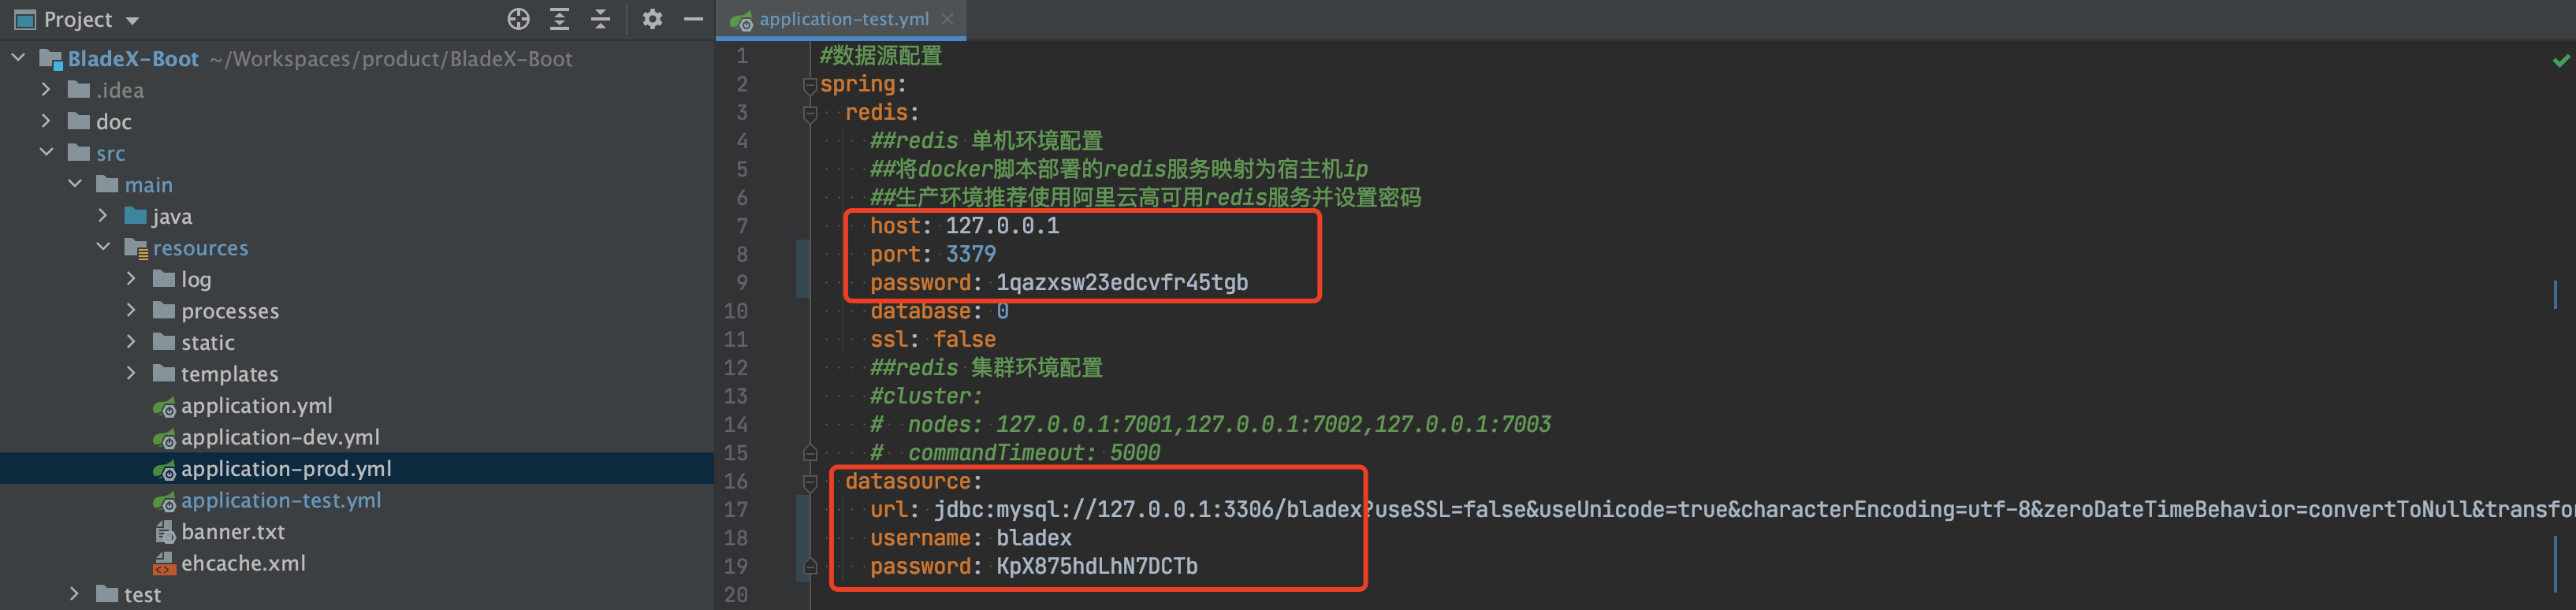 Project
BladeX-Boot ~/Workspaces/product/BladeX-Boot
.idea
doc
src
main
java
resources
log
processes
static
templates
application.yml
application-dev.yml
application-prod.yml
application-test.yml
banner.txt
ehcache.xml
test
application-test.yml
1 #数据源配置
2 spring:
3 redis:
4 ##redis 单机环境配置
5 ##将docker脚本部署的redis服务映射为宿主机ip
6 ##生产环境推荐使用阿里云高可用redis服务并设置密码
7 host: 127.0.0.1
8 port: 3379
9 password: 1qazxsw23edcvfr45tgb
10 database: 0
11 ssl: false
12 ##redis 集群环境配置
13 #cluster:
14 # nodes: 127.0.0.1:7001,127.0.0.1:7002,127.0.0.1:7003
15 # commandTimeout: 5000
16 datasource:
17 url: jdbc:mysql://127.0.0.1:3306/bladex?useSSL=false&useUnicode=true&characterEncoding=utf-8&zeroDateTimeBehavior=convertToNull&transfor
18 username: bladex
19 password: KpX875hdLhN7DCTb
20